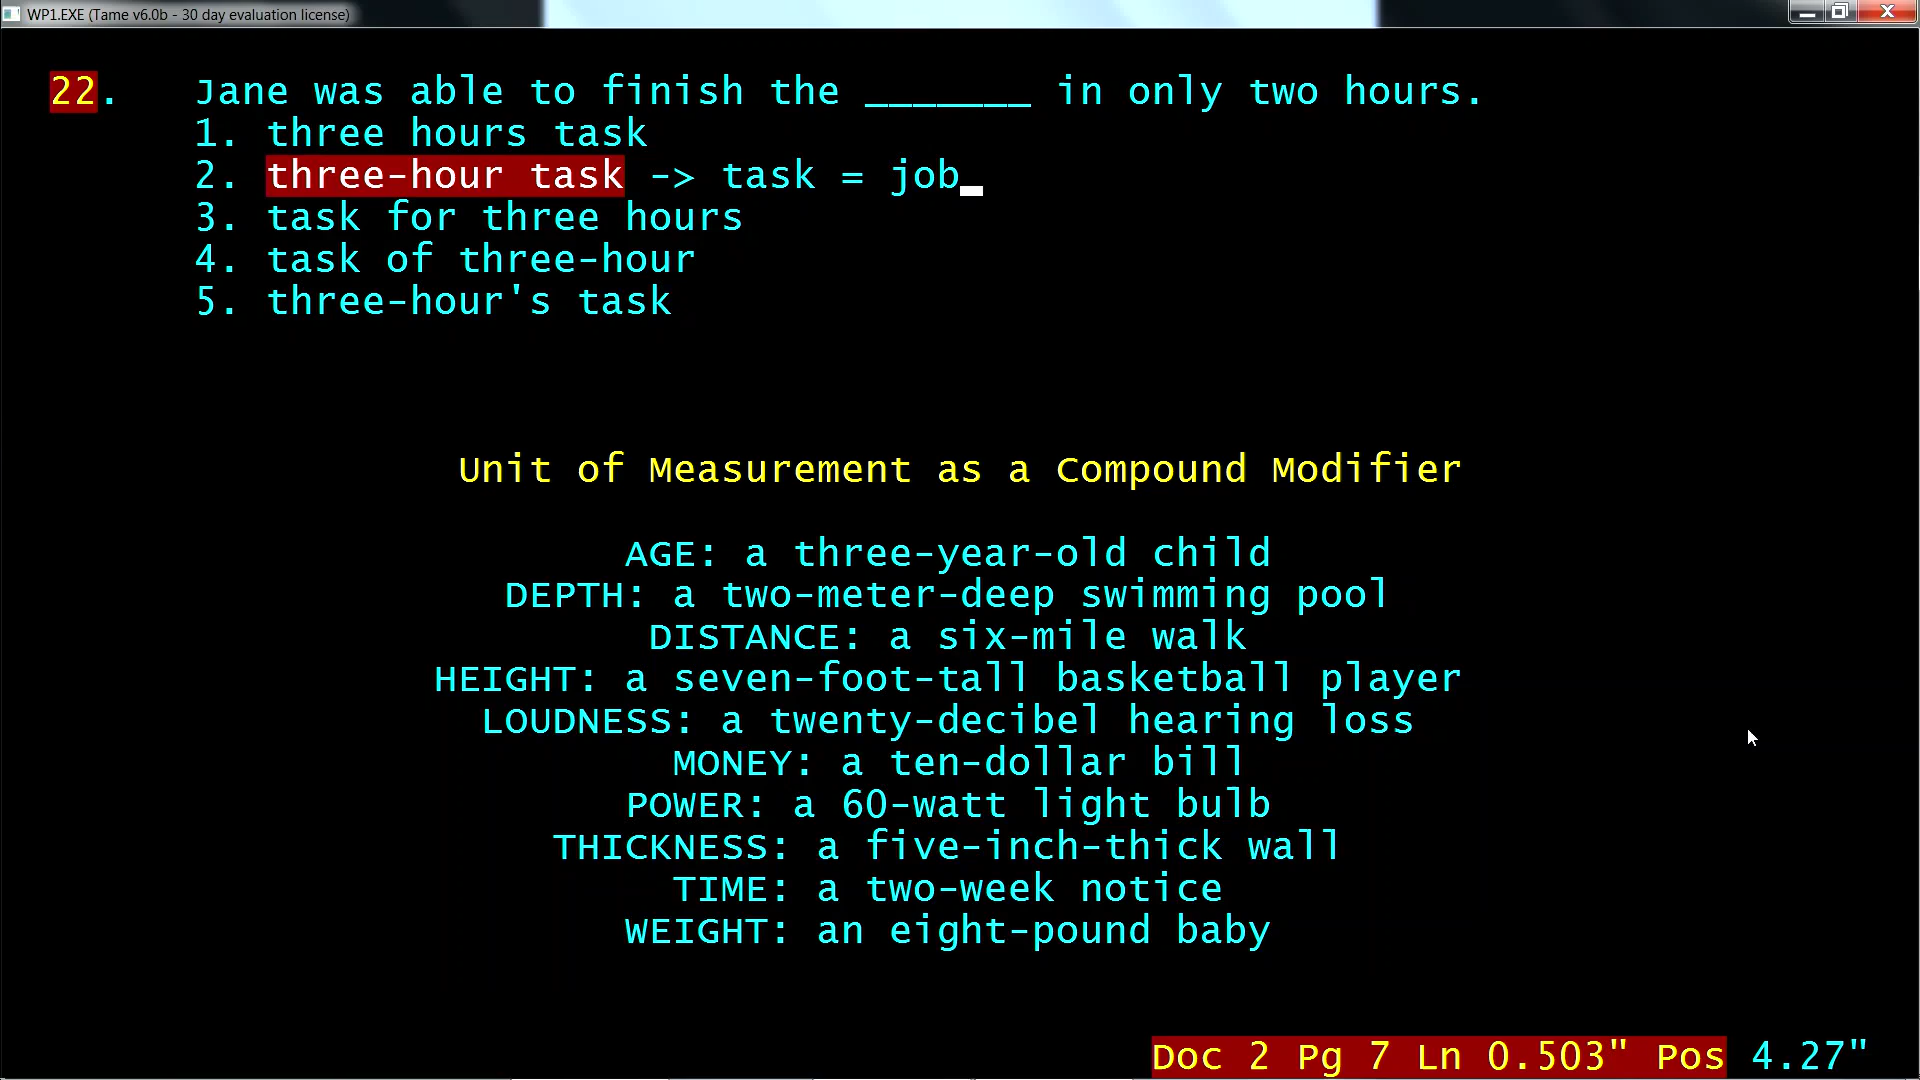 WP1.EXE (Tame v6.0b - 30 day evaluation license)
22. Jane was able to finish the _______ in only two hours.
1. three hours task
2. three-hour task -> task = job
3. task for three hours
4. task of three-hour
5. three-hour's task
Unit of Measurement as a Compound Modifier
AGE: a three-year-old child
DEPTH: a two-meter-deep swimming pool
DISTANCE: a six-mile walk
HEIGHT: a seven-foot-tall basketball player
LOUDNESS: a twenty-decibel hearing loss
MONEY: a ten-dollar bill
POWER: a 60-watt light bulb
THICKNESS: a five-inch-thick wall
TIME: a two-week notice
WEIGHT: an eight-pound baby
Doc 2 Pg 7 Ln 0.503" Pos 4.27"